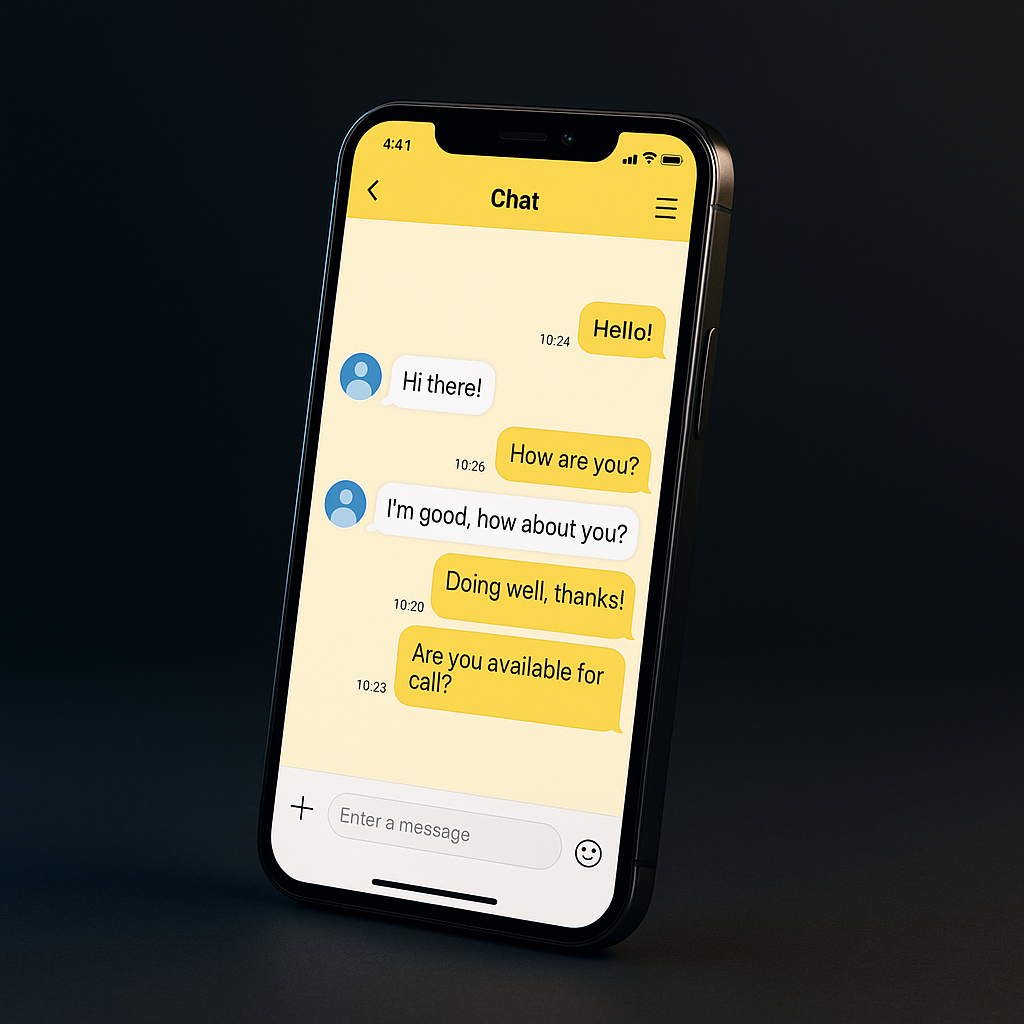 4:41
Chat
Hello!
10:24
Hi there!
How are you?
10:26
I'm good, how about you?
Doing well, thanks!
10:20
Are you available for
call?
10:23
Enter a message